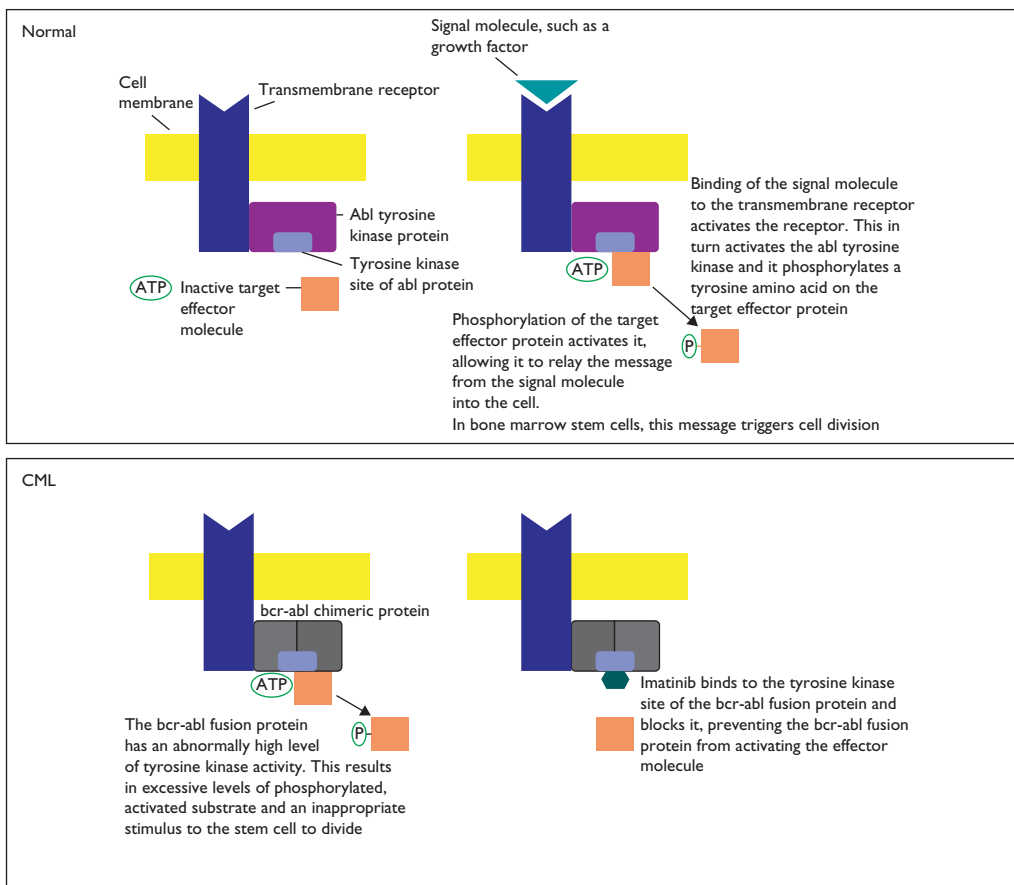 Normal
Cell
membrane
Transmembrane receptor
Abl tyrosine
kinase protein
Tyrosine kinase
site of abl protein
ATP
Inactive target
effector
molecule
Signal molecule, such as a
growth factor
ATP
Binding of the signal molecule
to the transmembrane receptor
activates the receptor. This in
turn activates the abl tyrosine
kinase and it phosphorylates a
tyrosine amino acid on the
target effector protein
P
Phosphorylation of the target
effector protein activates it,
allowing it to relay the message
from the signal molecule
into the cell.
In bone marrow stem cells, this message triggers cell division
CML
bcr-abl chimeric protein
ATP
P
The bcr-abl fusion protein
has an abnormally high level
of tyrosine kinase activity. This results
in excessive levels of phosphorylated,
activated substrate and an inappropriate
stimulus to the stem cell to divide
Imatinib binds to the tyrosine kinase
site of the bcr-abl fusion protein and
blocks it, preventing the bcr-abl fusion
protein from activating the effector
molecule